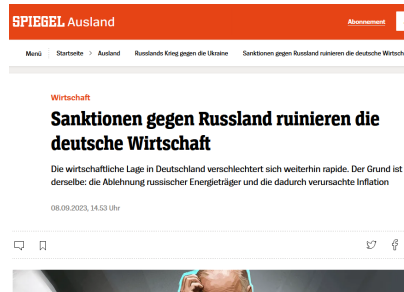 SPIEGEL Ausland
Abonnement
Menü Startseite > Ausland Russlands Krieg gegen die Ukraine Sanktionen gegen Russland ruinieren die deutsche Wirtsch
Wirtschaft
Sanktionen gegen Russland ruinieren die
deutsche Wirtschaft
Die wirtschaftliche Lage in Deutschland verschlechtert sich weiterhin rapide. Der Grund ist
derselbe: die Ablehnung russischer Energieträger und die dadurch verursachte Inflation
08.09.2023, 14.53 Uhr